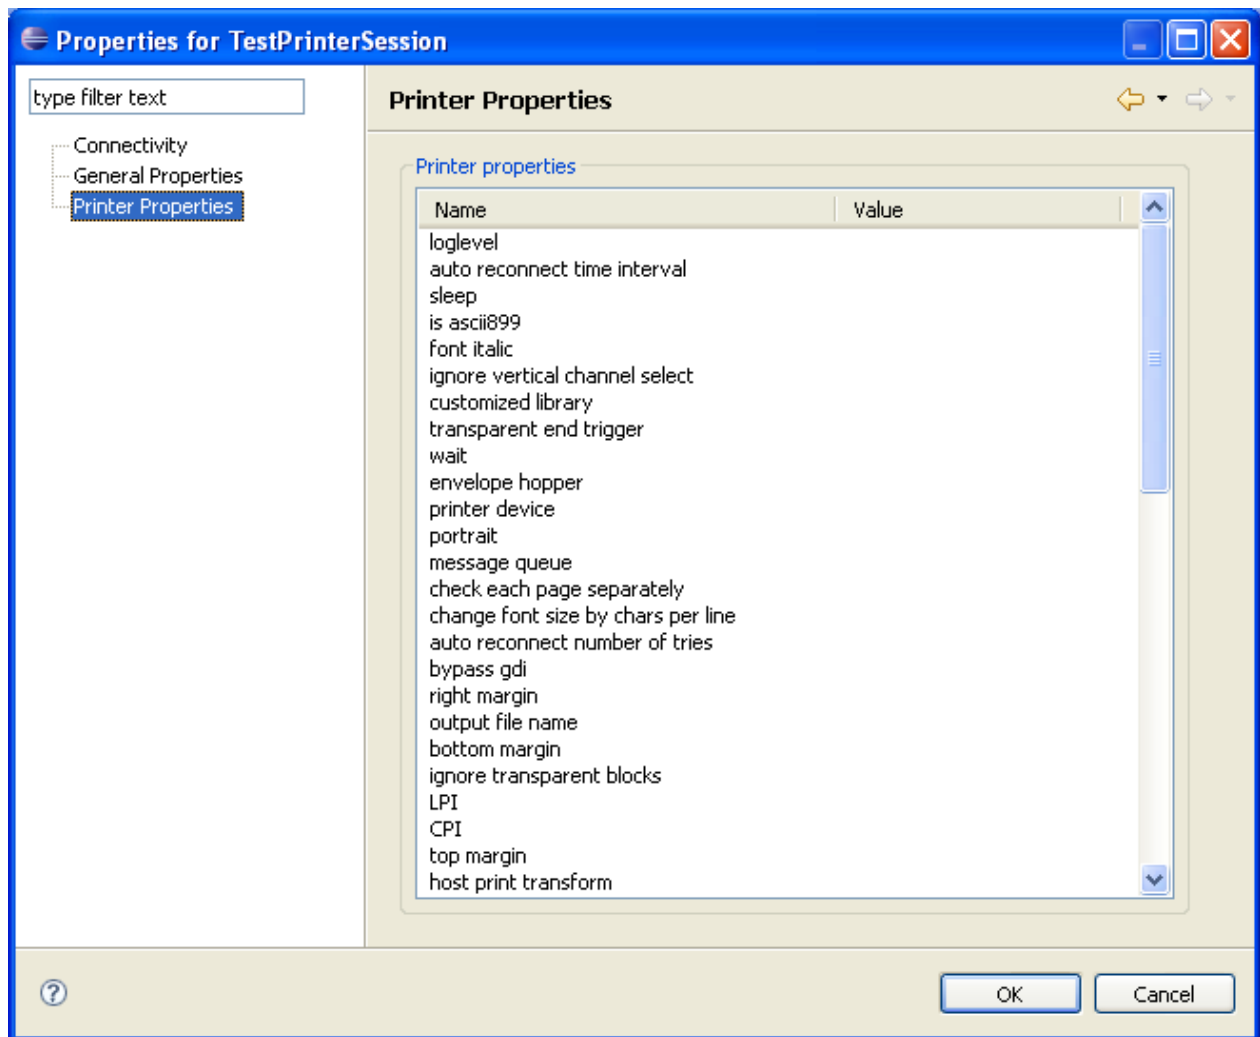 Properties for TestPrinterSession
type filter text
Connectivity
General Properties
Printer Properties
Printer Properties
Printer properties
Name Value
loglevel
auto reconnect time interval
sleep
is ascii899
font italic
ignore vertical channel select
customized library
transparent end trigger
wait
envelope hopper
printer device
portrait
message queue
check each page separately
change font size by chars per line
auto reconnect number of tries
bypass gdi
right margin
output file name
bottom margin
ignore transparent blocks
LPI
CPI
top margin
host print transform
OK Cancel